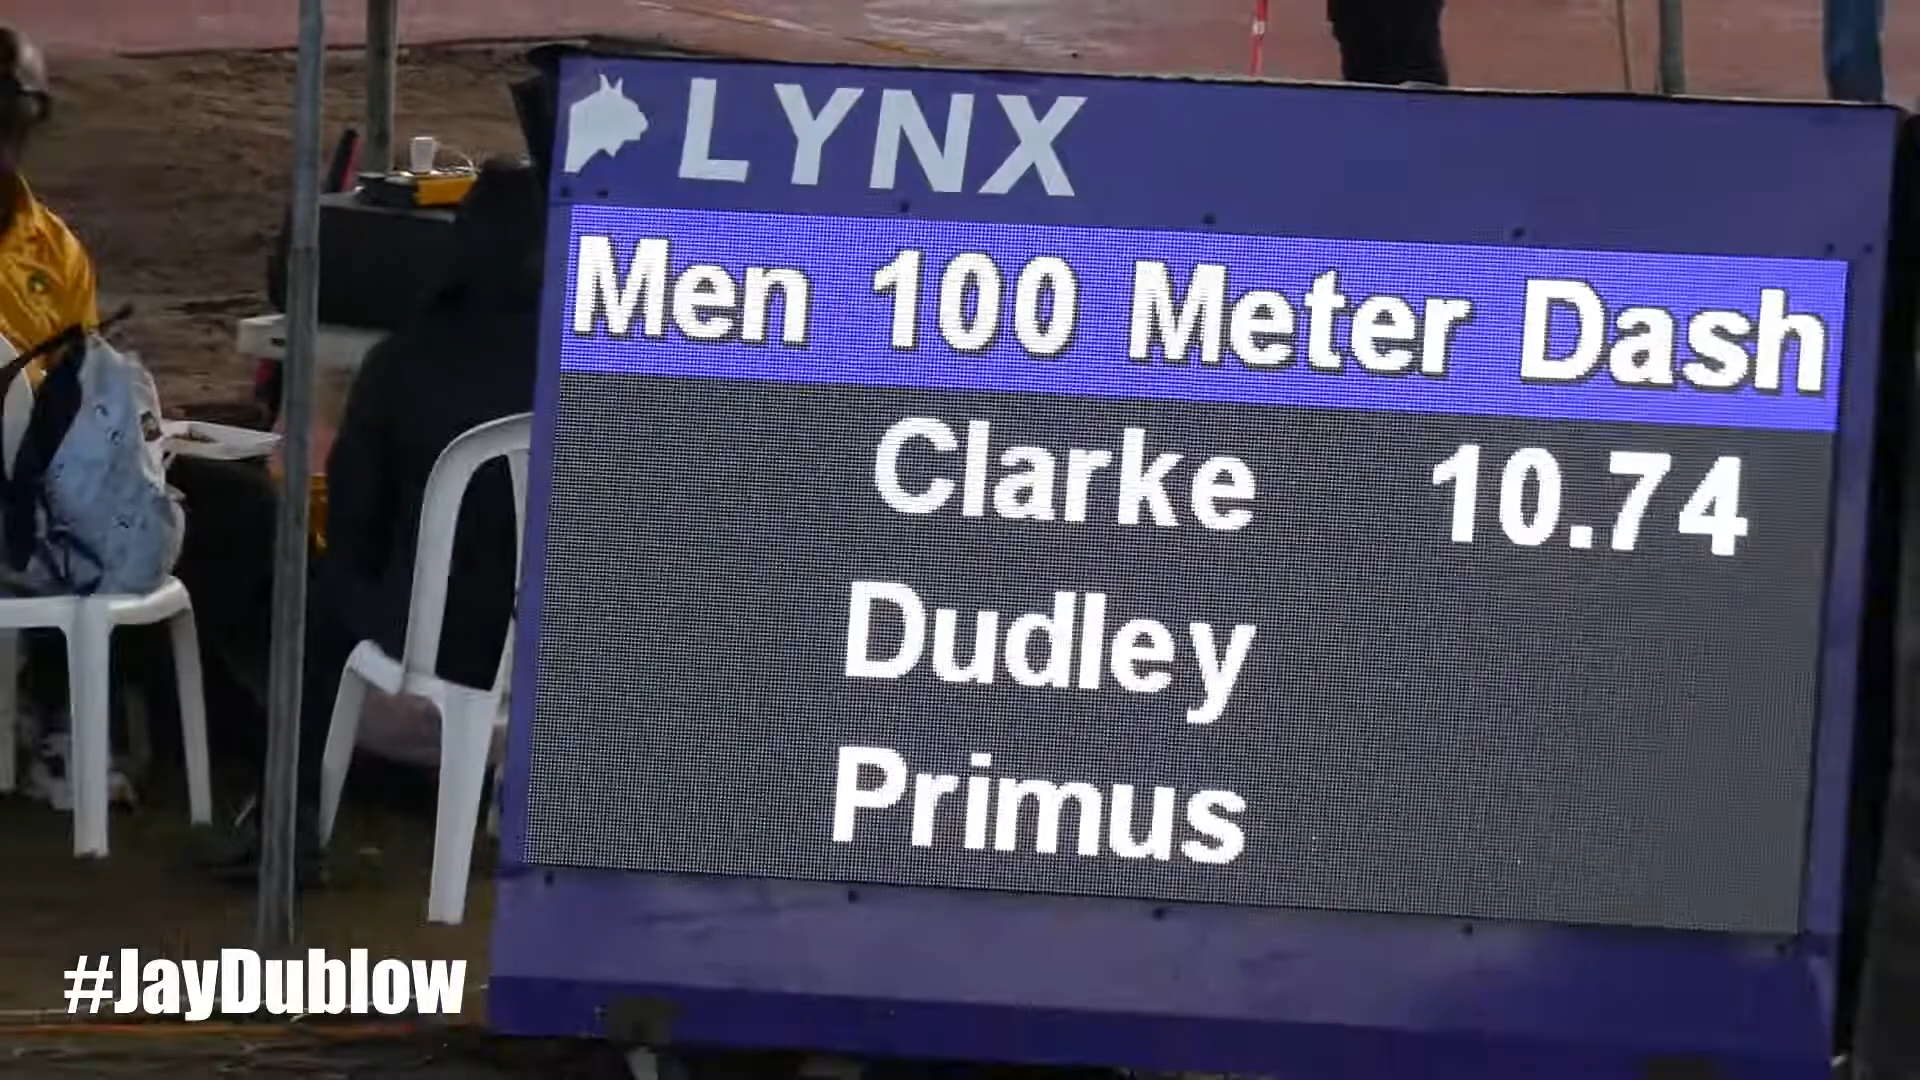 LYNX
Men 100 Meter Dash
Clarke 10.74
Dudley
Primus
#JayDublow